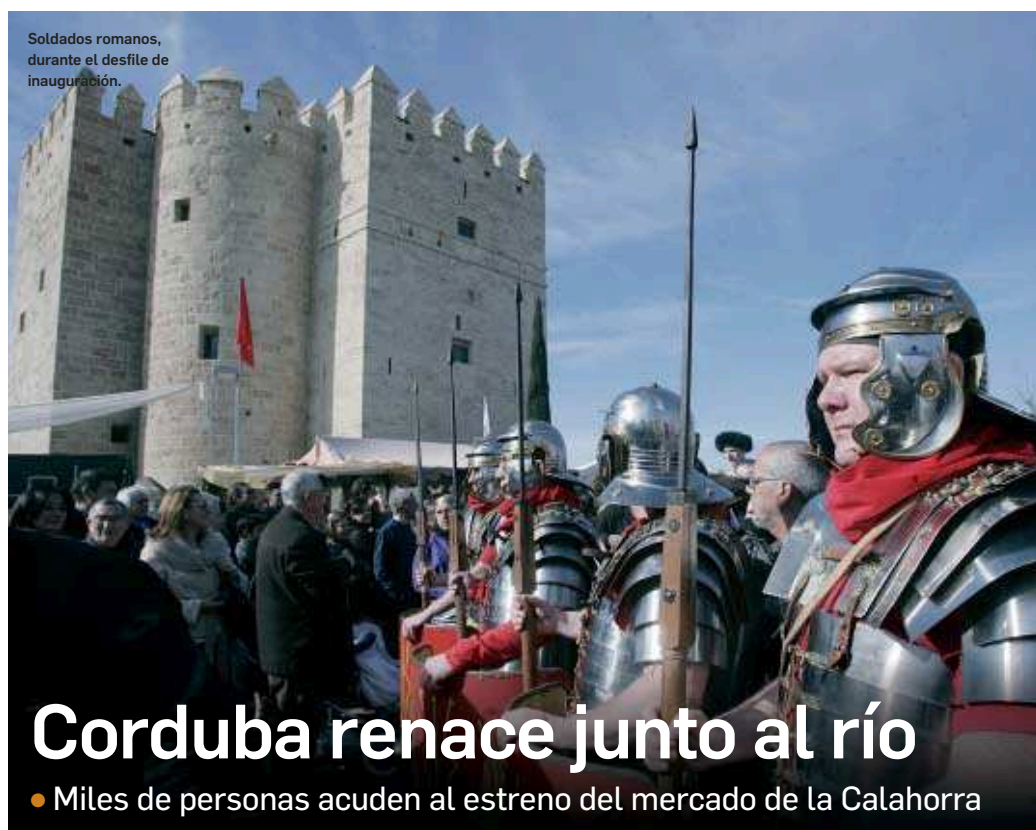 Soldados romanos,
durante el desfile de
inauguración.
Corduba renace junto al río
● Miles de personas acuden al estreno del mercado de la Calahorra